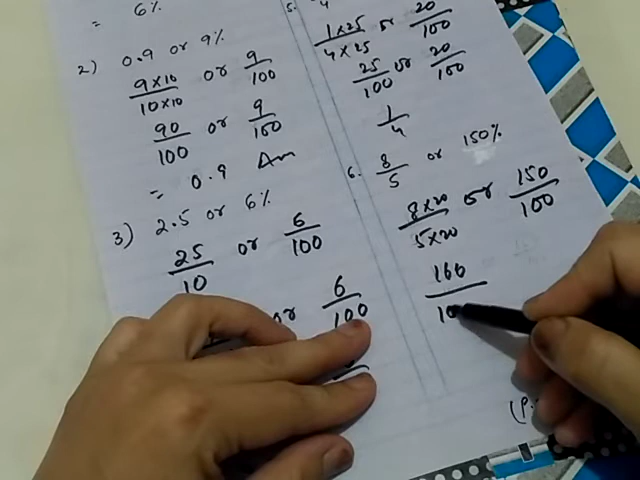 = 6%
2) 0.9 or 9%
9×10/10×10 or 9/100
90/100 or 9/100
= 0.9 Am
3) 2.5 or 6%
25/10 or 6/100
or 6/100
5.
4
1×25/4×25 or 20/100
25/100 or 20/100
1/4
6. 8/5 or 150%
8×20/5×20 or 150/100
160/10
(P.